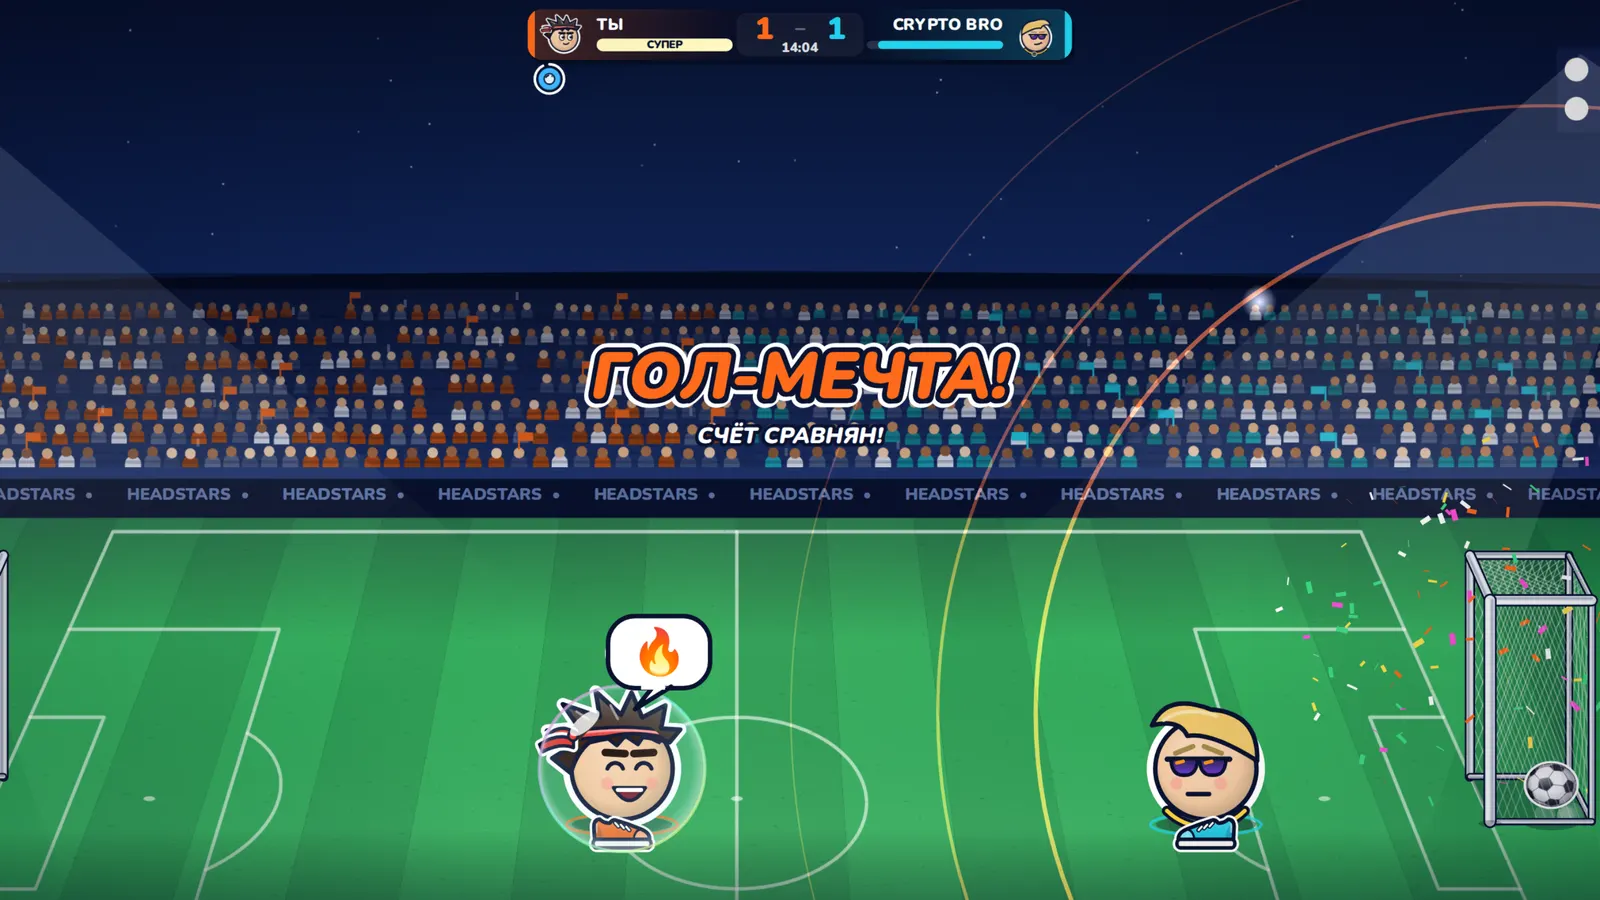 ТЫ
СУПЕР
1 – 1
14:04
CRYPTO BRO
ГОЛ-МЕЧТА!
СЧЁТ СРАВНЯН!
ADSTARS • HEADSTARS • HEADSTARS • HEADSTARS • HEADSTARS • HEADSTARS • HEADSTARS • HEADSTARS • HEADSTARS • HEADSTARS • HEADST